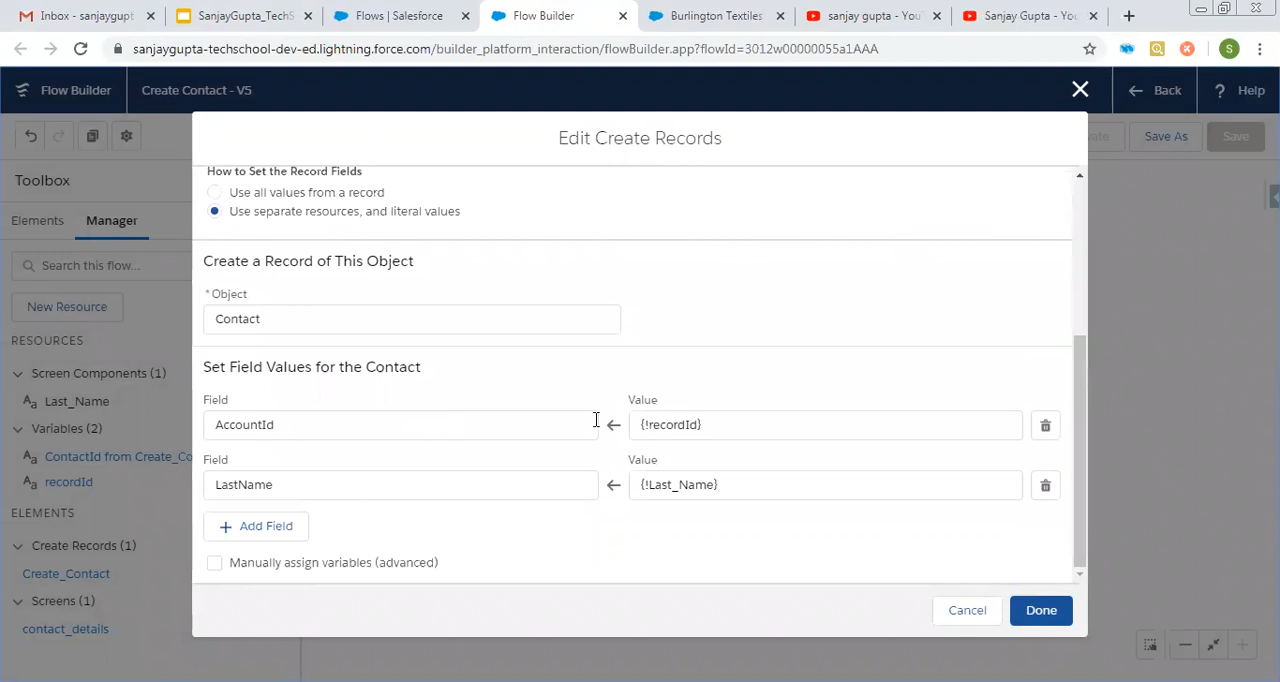 Inbox - sanjaygupt
SanjayGupta_TechS
Flows | Salesforce
Flow Builder
Burlington Textiles
sanjay gupta - You
Sanjay Gupta - You
sanjaygupta-techschool-dev-ed.lightning.force.com/builder_platform_interaction/flowBuilder.app?flowId=3012w00000055a1AAA
S
Flow Builder
Create Contact - V5
Back
? Help
Edit Create Records
Save As
Save
Toolbox
Elements
Manager
Search this flow...
New Resource
RESOURCES
Screen Components (1)
Last_Name
Variables (2)
ContactId from Create_Co
recordId
ELEMENTS
Create Records (1)
Create_Contact
Screens (1)
contact_details
How to Set the Record Fields
Use all values from a record
Use separate resources, and literal values
Create a Record of This Object
* Object
Contact
Set Field Values for the Contact
Field
Value
AccountId
{!recordId}
Field
Value
LastName
{!Last_Name}
+ Add Field
Manually assign variables (advanced)
Cancel
Done